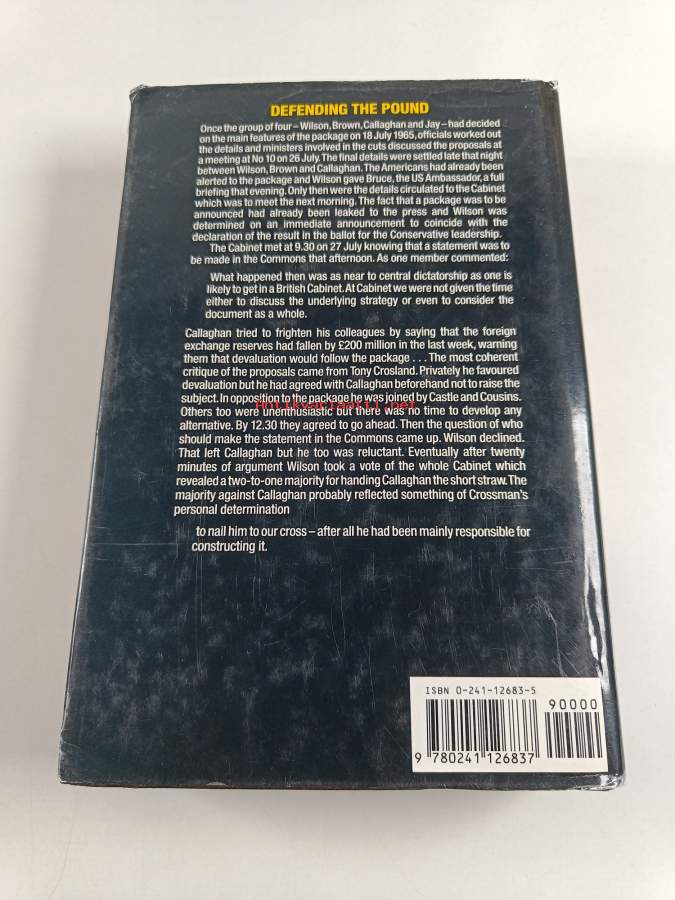 DEFENDING THE POUND
Once the group of four – Wilson, Brown, Callaghan and Jay – had decided
on the main features of the package on 18 July 1965, officials worked out
the details and ministers involved in the cuts discussed the proposals at
a meeting at No 10 on 26 July. The final details were settled late that night
between Wilson, Brown and Callaghan. The Americans had already been
alerted to the package and Wilson gave Bruce, the US Ambassador, a full
briefing that evening. Only then were the details circulated to the Cabinet
which was to meet the next morning. The fact that a package was to be
announced had already been leaked to the press and Wilson was
determined on an immediate announcement to coincide with the
declaration of the result in the ballot for the Conservative leadership.
The Cabinet met at 9.30 on 27 July knowing that a statement was to
be made in the Commons that afternoon. As one member commented:
What happened then was as near to central dictatorship as one is
likely to get in a British Cabinet. At Cabinet we were not given the time
either to discuss the underlying strategy or even to consider the
document as a whole.
Callaghan tried to frighten his colleagues by saying that the foreign
exchange reserves had fallen by £200 million in the last week, warning
them that devaluation would follow the package . . . The most coherent
critique of the proposals came from Tony Crosland. Privately he favoured
devaluation but he had agreed with Callaghan beforehand not to raise the
subject. In opposition to the package he was joined by Castle and Cousins.
Antikvariaatti.net
Others too were unenthusiastic but there was no time to develop any
alternative. By 12.30 they agreed to go ahead. Then the question of who
should make the statement in the Commons came up. Wilson declined.
That left Callaghan but he too was reluctant. Eventually after twenty
minutes of argument Wilson took a vote of the whole Cabinet which
revealed a two-to-one majority for handing Callaghan the short straw. The
majority against Callaghan probably reflected something of Crossman's
personal determination
to nail him to our cross – after all he had been mainly responsible for
constructing it.
ISBN 0-241-12683-5
90000
9 780241 126837